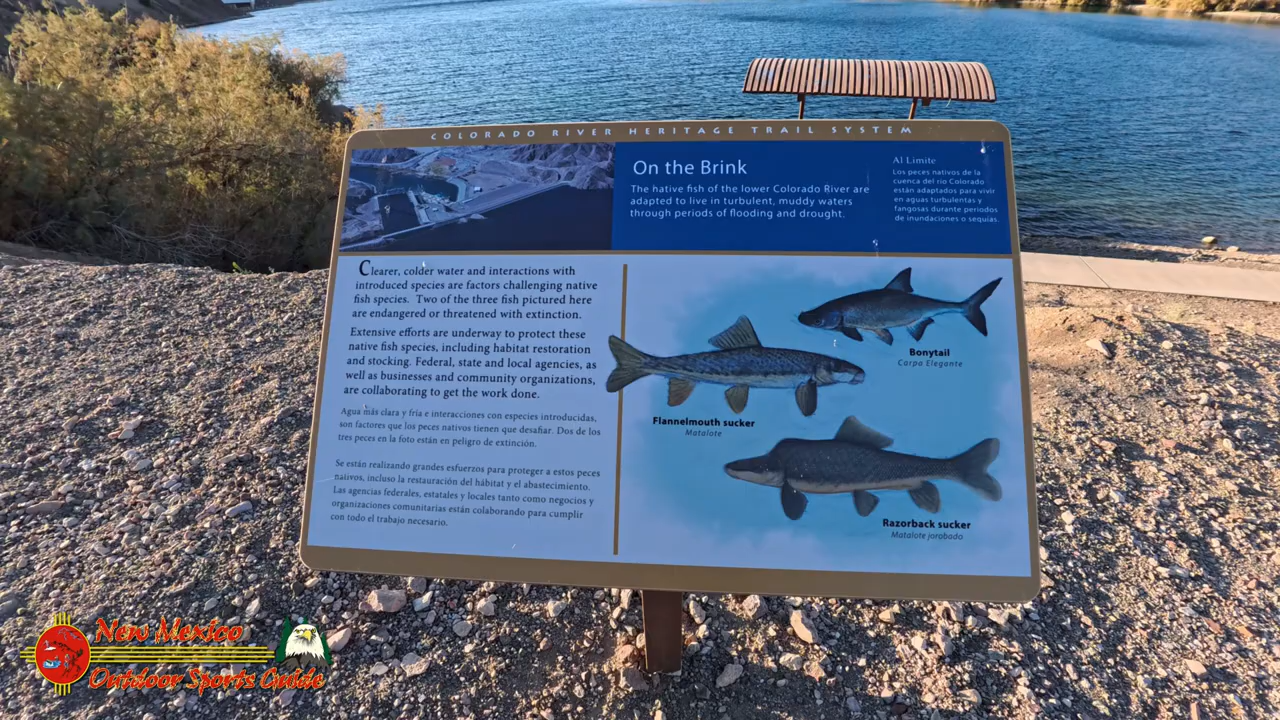 COLORADO RIVER HERITAGE TRAIL SYSTEM
On the Brink
The native fish of the lower Colorado River are
adapted to live in turbulent, muddy waters
through periods of flooding and drought.
Al Límite
Los peces nativos de la
cuenca del río Colorado
están adaptados para vivir
en aguas turbulentas y
fangosas durante periodos
de inundaciones o sequías.
Clearer, colder water and interactions with
introduced species are factors challenging native
fish species. Two of the three fish pictured here
are endangered or threatened with extinction.
Extensive efforts are underway to protect these
native fish species, including habitat restoration
and stocking. Federal, state and local agencies, as
well as businesses and community organizations,
are collaborating to get the work done.
Agua más clara y fría e interacciones con especies introducidas,
son factores que los peces nativos tienen que desafiar. Dos de los
tres peces en la foto están en peligro de extinción.
Se están realizando grandes esfuerzos para proteger a estos peces
nativos, incluso la restauración del hábitat y el abastecimiento.
Las agencias federales, estatales y locales tanto como negocios y
organizaciones comunitarias están colaborando para cumplir
con todo el trabajo necesario.
Bonytail
Carpa Elegante
Flannelmouth sucker
Matalote
Razorback sucker
Matalote jorobado
New Mexico
Outdoor Sports Guide